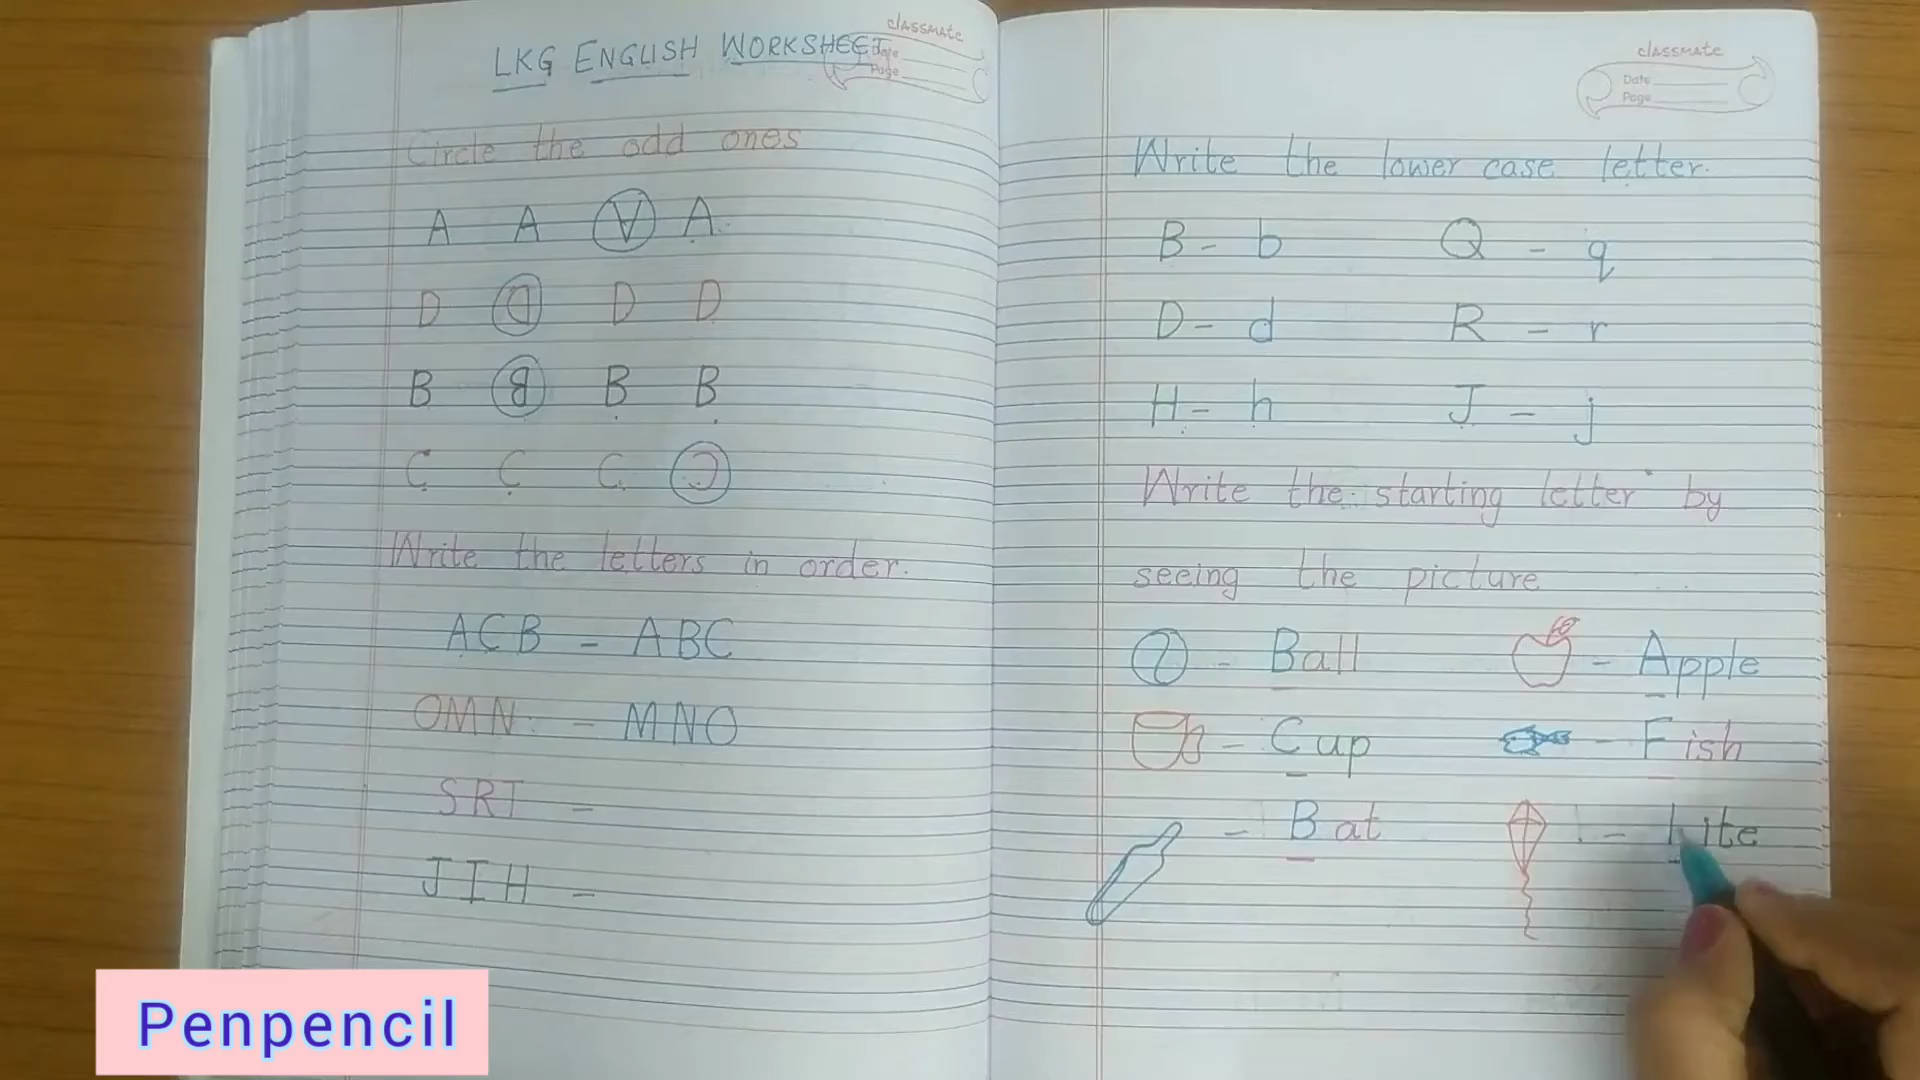 LKG ENGLISH WORKSHEET
classmate
Date
Page
Circle the odd ones
A A A A
D D D D
B B B B
C C C C
Write the letters in order.
ACB - ABC
OMN - MNO
SRT -
JIH -
classmate
Date
Page
Write the lower case letter.
B - b Q - q
D - d R - r
H - h J - j
Write the starting letter by
seeing the picture
- Ball - Apple
- Cup - Fish
- Bat - ite
Penpencil